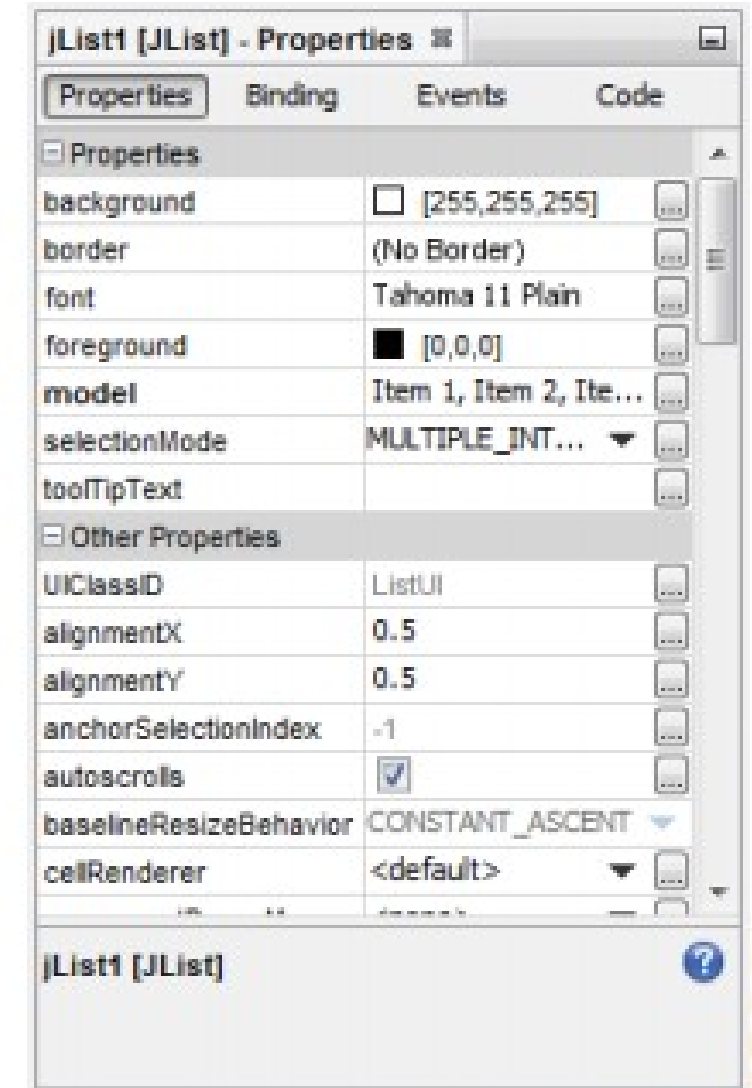 jList1 [JList] - Properties
Properties Binding Events Code
Properties
background [255,255,255] ...
border (No Border) ...
font Tahoma 11 Plain ...
foreground [0,0,0] ...
model Item 1, Item 2, Ite... ...
selectionMode MULTIPLE_INT... ...
toolTipText ...
Other Properties
UIClassID ListUI ...
alignmentX 0.5 ...
alignmentY 0.5 ...
anchorSelectionIndex -1 ...
autoscrolls ...
baselineResizeBehavior CONSTANT_ASCENT
cellRenderer <default> ...
jList1 [JList]